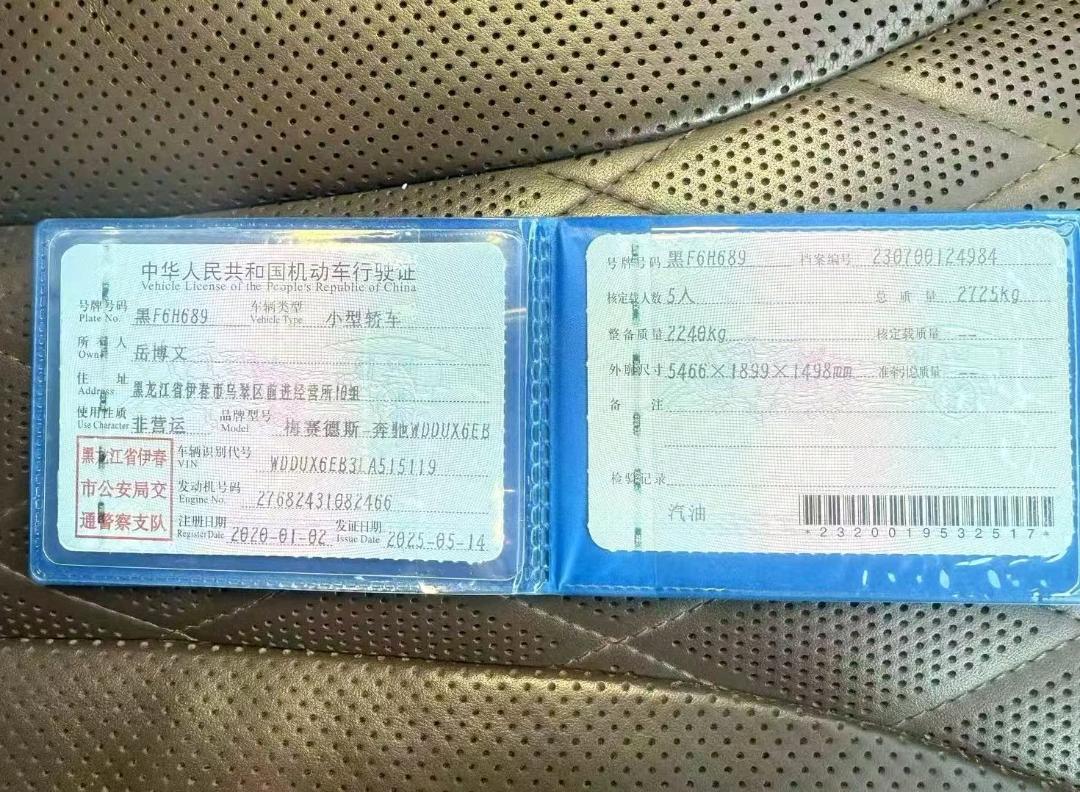 中华人民共和国机动车行驶证
Vehicle License of the People's Republic of China
号牌号码 Plate No. 黑F6H689 车辆类型 Vehicle Type 小型轿车
所有人 Owner 岳博文
住址 Address 黑龙江省伊春市乌翠区前进经营所10组
使用性质 Use Character 非营运 品牌型号 Model 梅赛德斯-奔驰WDDUX6EB
黑龙江省伊春
市公安局交
通警察支队
车辆识别代号 VIN WDDUX6EB3LA515119
发动机号码 Engine No. 27682431082466
注册日期 Register Date 2020-01-02 发证日期 Issue Date 2025-05-14
号牌号码 黑F6H689 档案编号 230700124984
核定载人数 5人 总质量 2725kg
整备质量 2240kg 核定载质量 --
外廓尺寸 5466×1899×1498mm 准牵引总质量 --
备注
检验记录
汽油
*2320019532517*